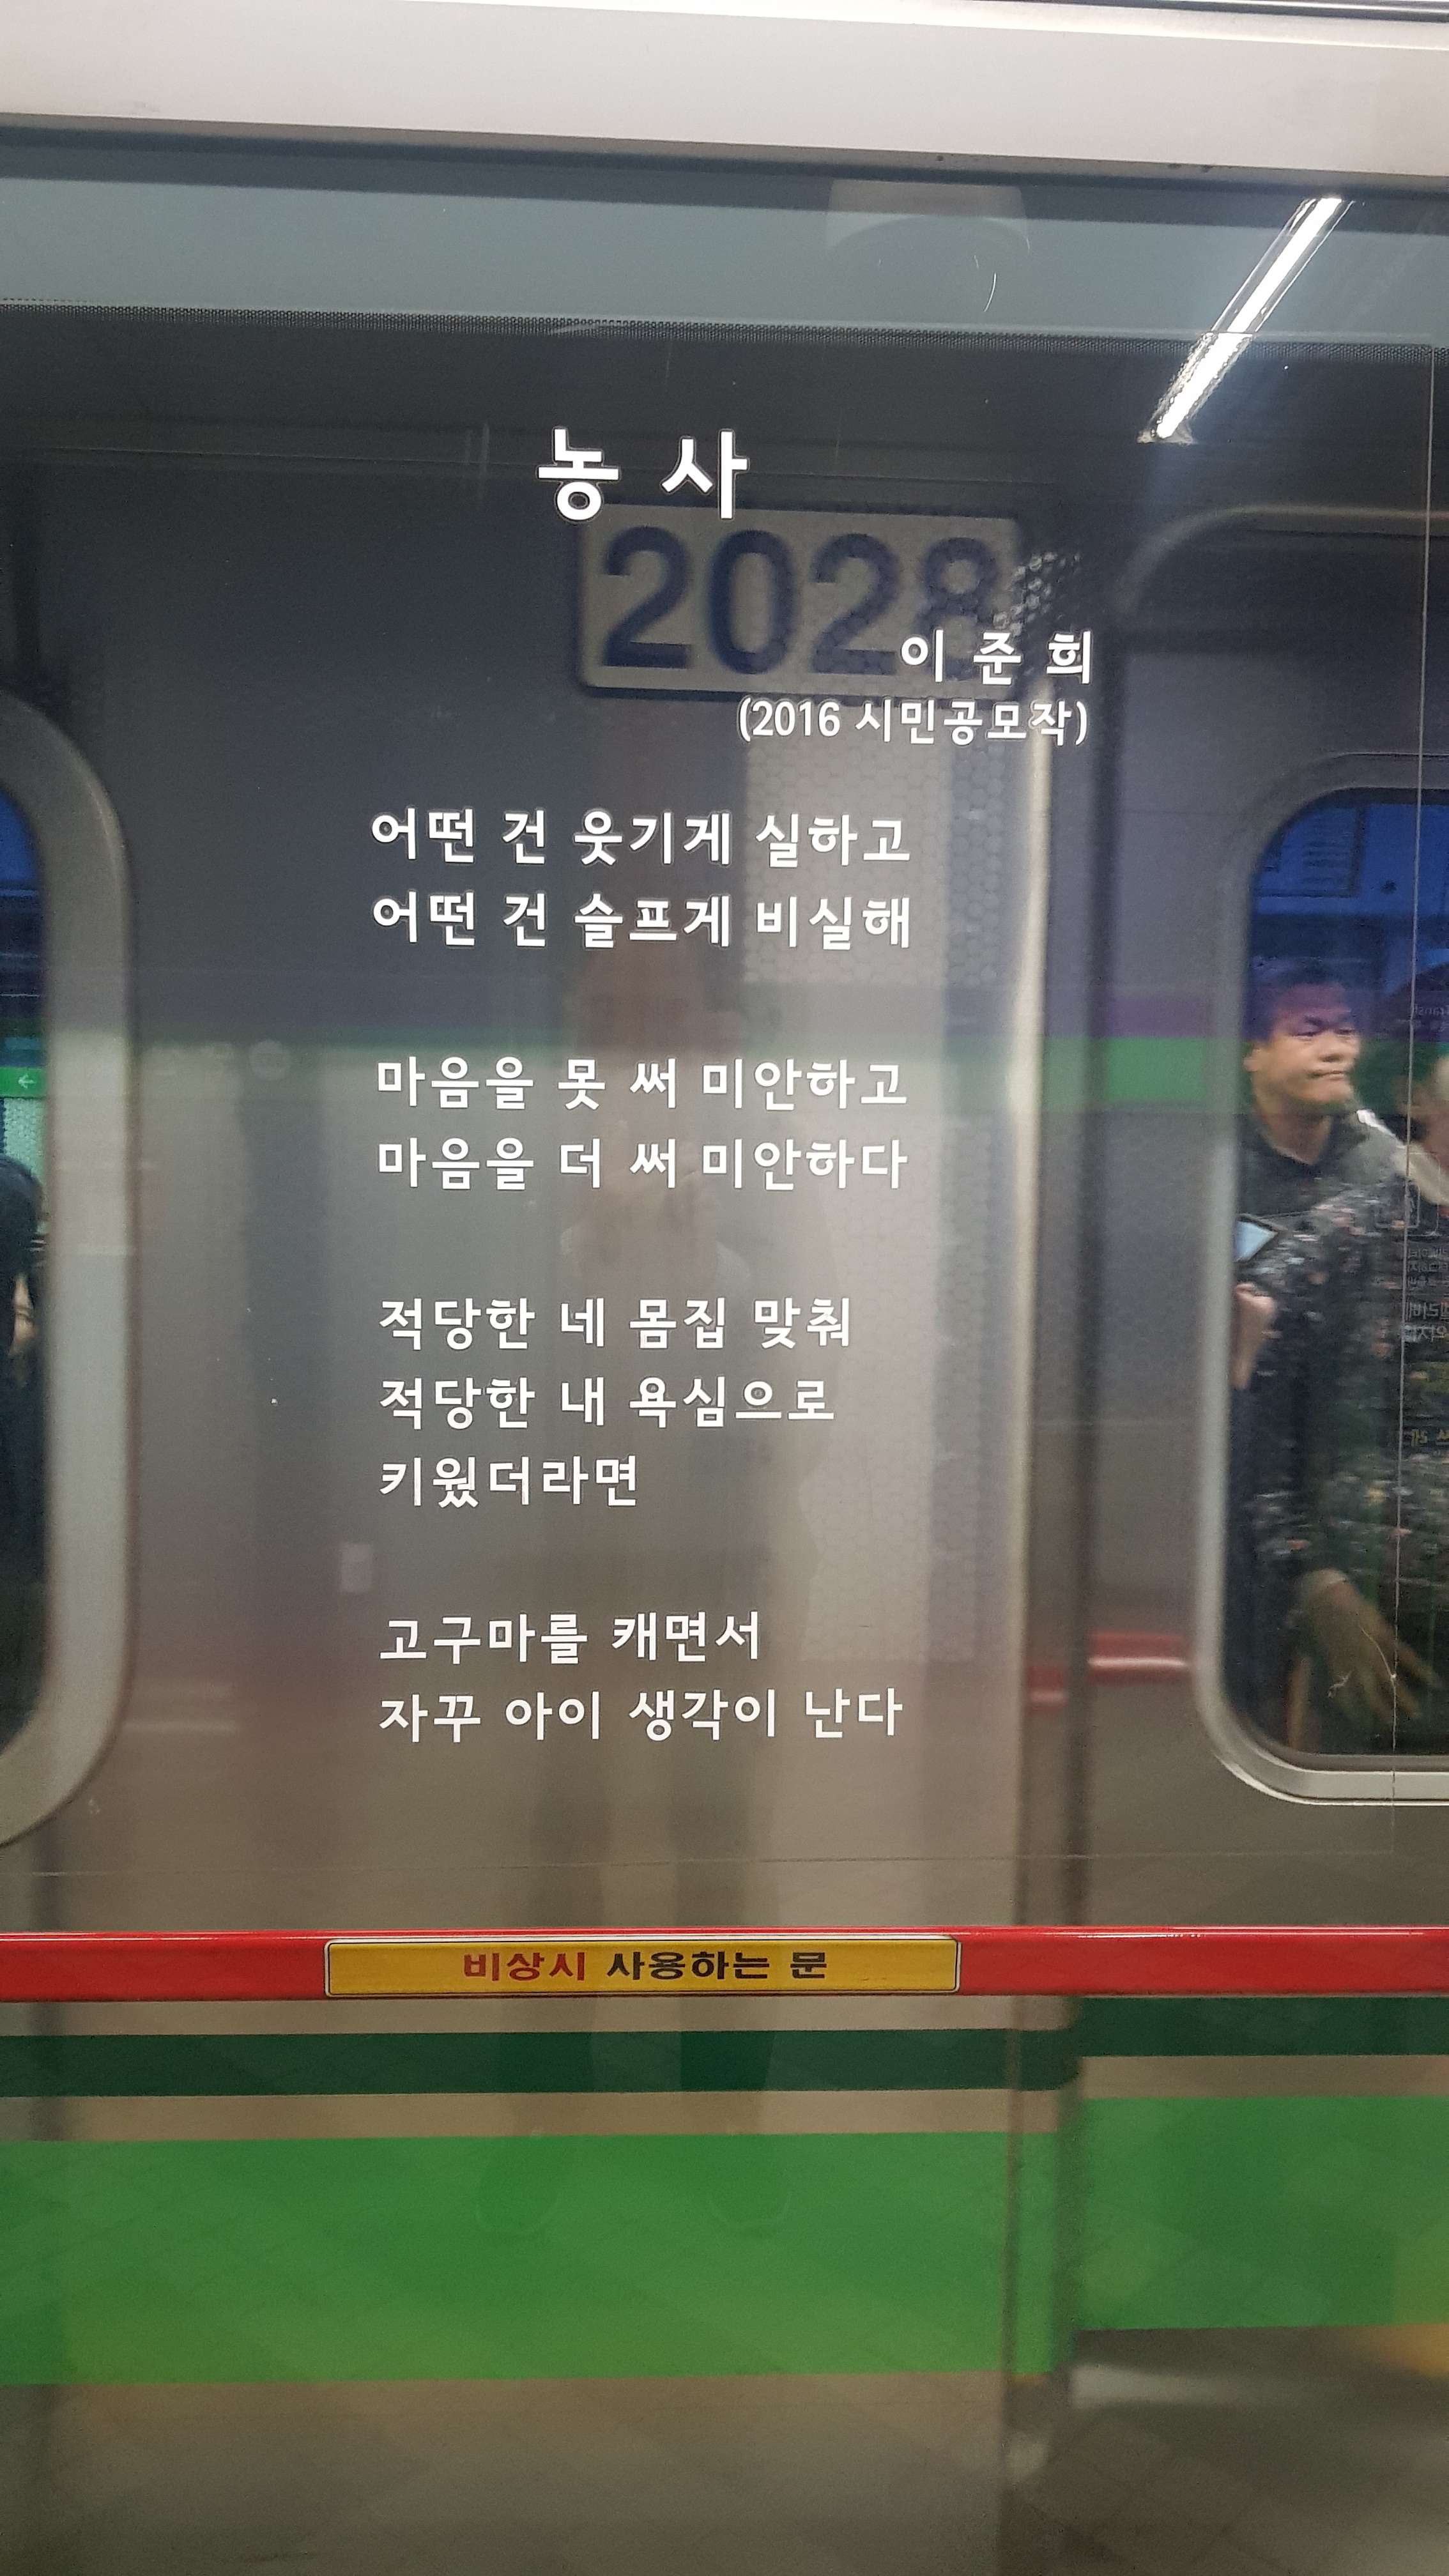 농 사
2028
이 준 희
(2016 시민공모작)
어떤 건 웃기게 실하고
어떤 건 슬프게 비실해
마음을 못 써 미안하고
마음을 더 써 미안하다
적당한 네 몸집 맞춰
적당한 내 욕심으로
키웠더라면
고구마를 캐면서
자꾸 아이 생각이 난다
비상시 사용하는 문